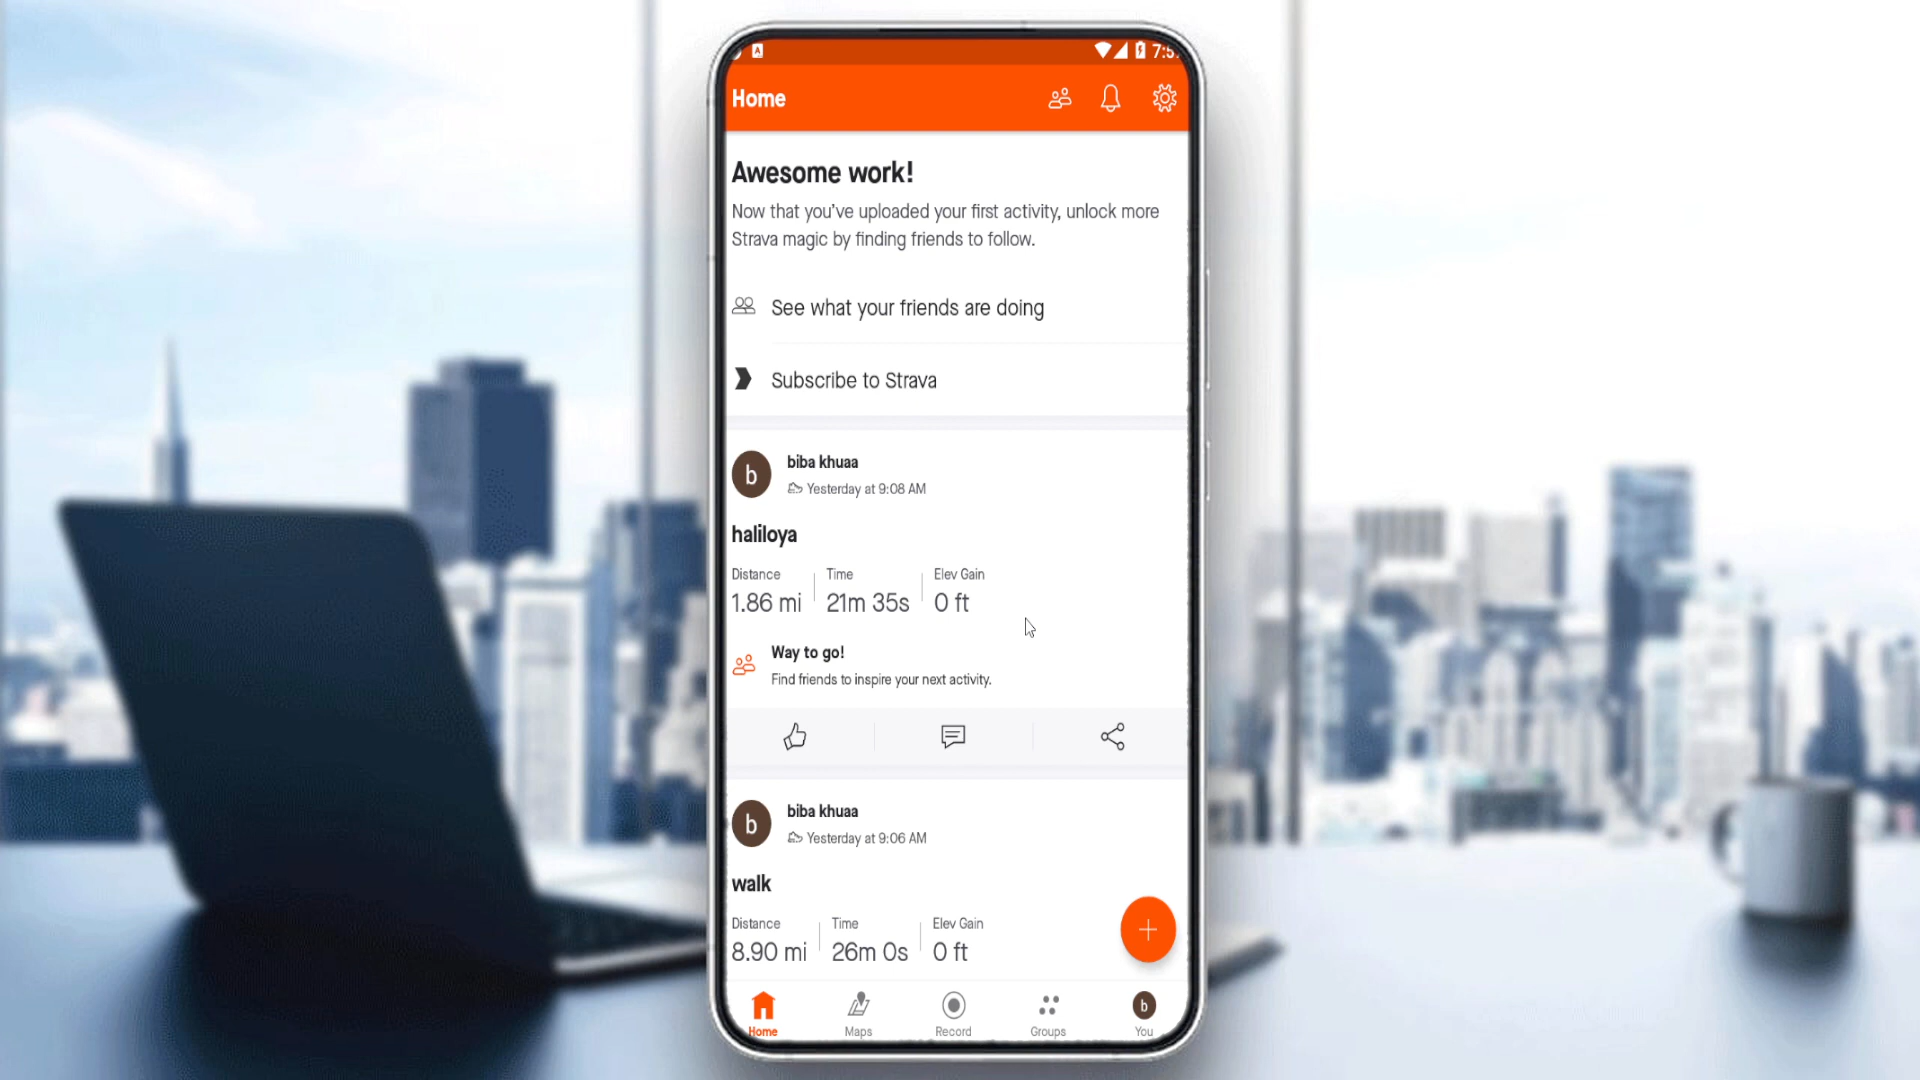 7:5
Home
Awesome work!
Now that you've uploaded your first activity, unlock more
Strava magic by finding friends to follow.
See what your friends are doing
Subscribe to Strava
b
biba khuaa
Yesterday at 9:08 AM
haliloya
Distance Time Elev Gain
1.86 mi 21m 35s 0 ft
Way to go!
Find friends to inspire your next activity.
b
biba khuaa
Yesterday at 9:06 AM
walk
Distance Time Elev Gain
8.90 mi 26m 0s 0 ft
b
Home Maps Record Groups You